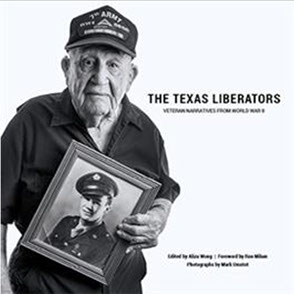 7TH ARMY
THE TEXAS LIBERATORS
VETERAN NARRATIVES FROM WORLD WAR II
Edited by Aliza Wong | Foreword by Ron Milam
Photographs by Mark Umstot